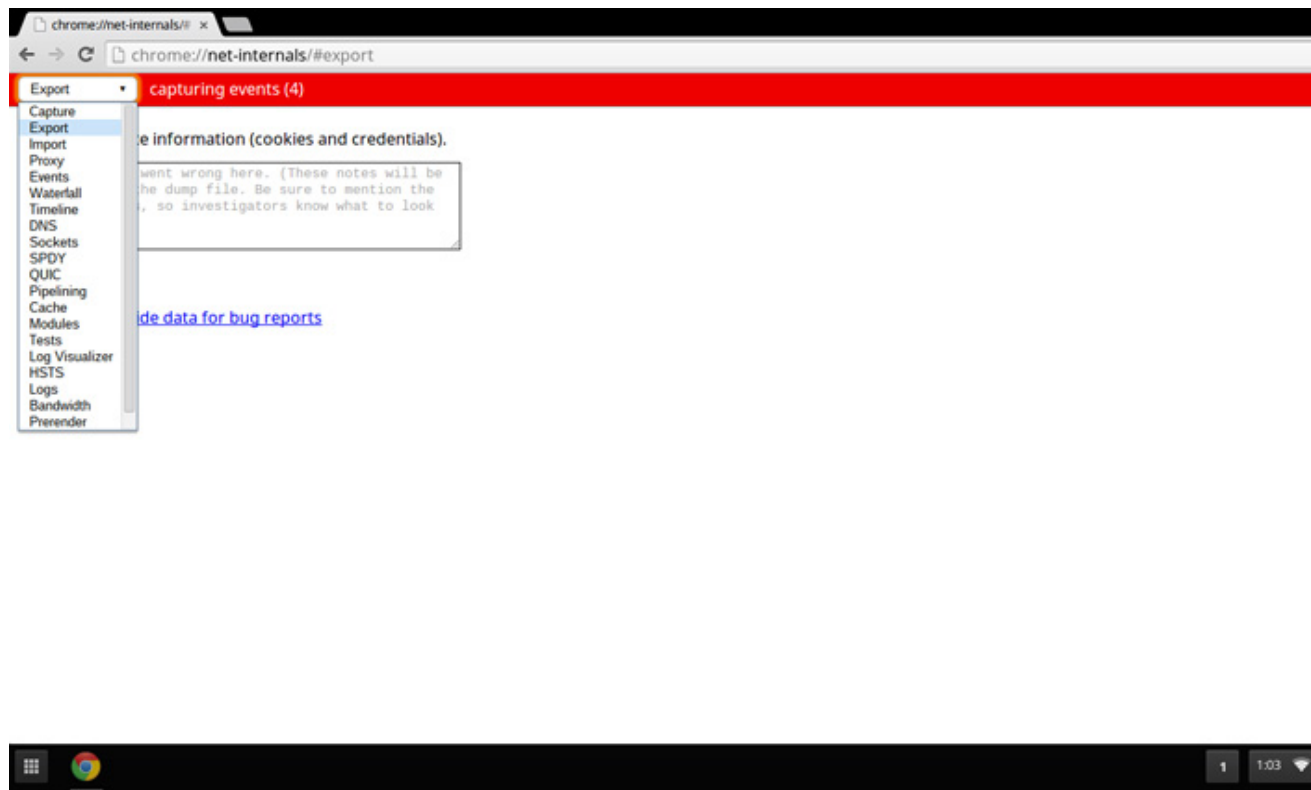 chrome://net-internals/#
chrome://net-internals/#export
Export capturing events (4)
Capture
Export
Import
Proxy
Events
Waterfall
Timeline
DNS
Sockets
SPDY
QUIC
Pipelining
Cache
Modules
Tests
Log Visualizer
HSTS
Logs
Bandwidth
Prerender
e information (cookies and credentials).
went wrong here. (These notes will be
he dump file. Be sure to mention the
, so investigators know what to look
ide data for bug reports
1 1:03